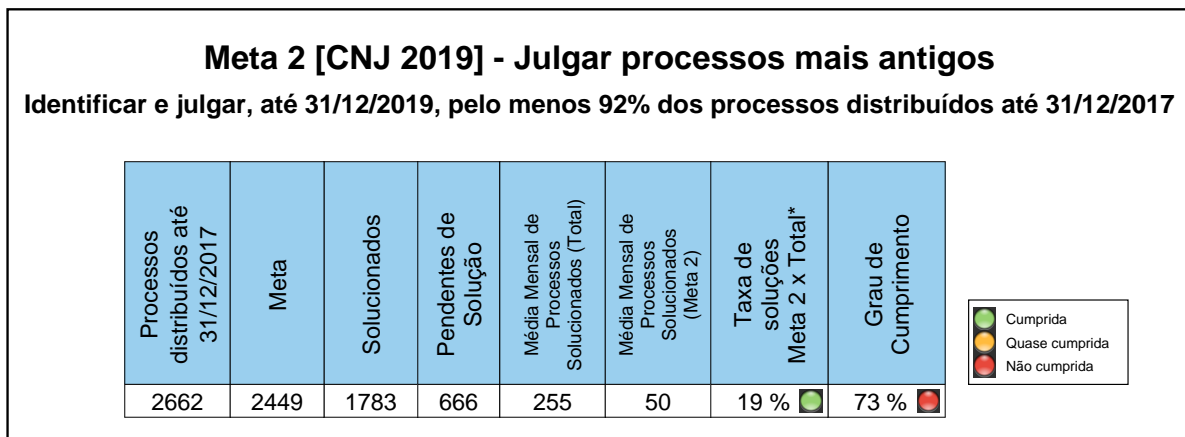 Meta 2 [CNJ 2019] - Julgar processos mais antigos
Identificar e julgar, até 31/12/2019, pelo menos 92% dos processos distribuídos até 31/12/2017
Processos
distribuídos até
31/12/2017
Meta
Solucionados
Pendentes de
Solução
Média Mensal de
Processos
Solucionados (Total)
Média Mensal de
Processos
Solucionados
(Meta 2)
Taxa de
soluções
Meta 2 x Total*
Grau de
Cumprimento
2662 2449 1783 666 255 50 19 % 73 %
Cumprida
Quase cumprida
Não cumprida